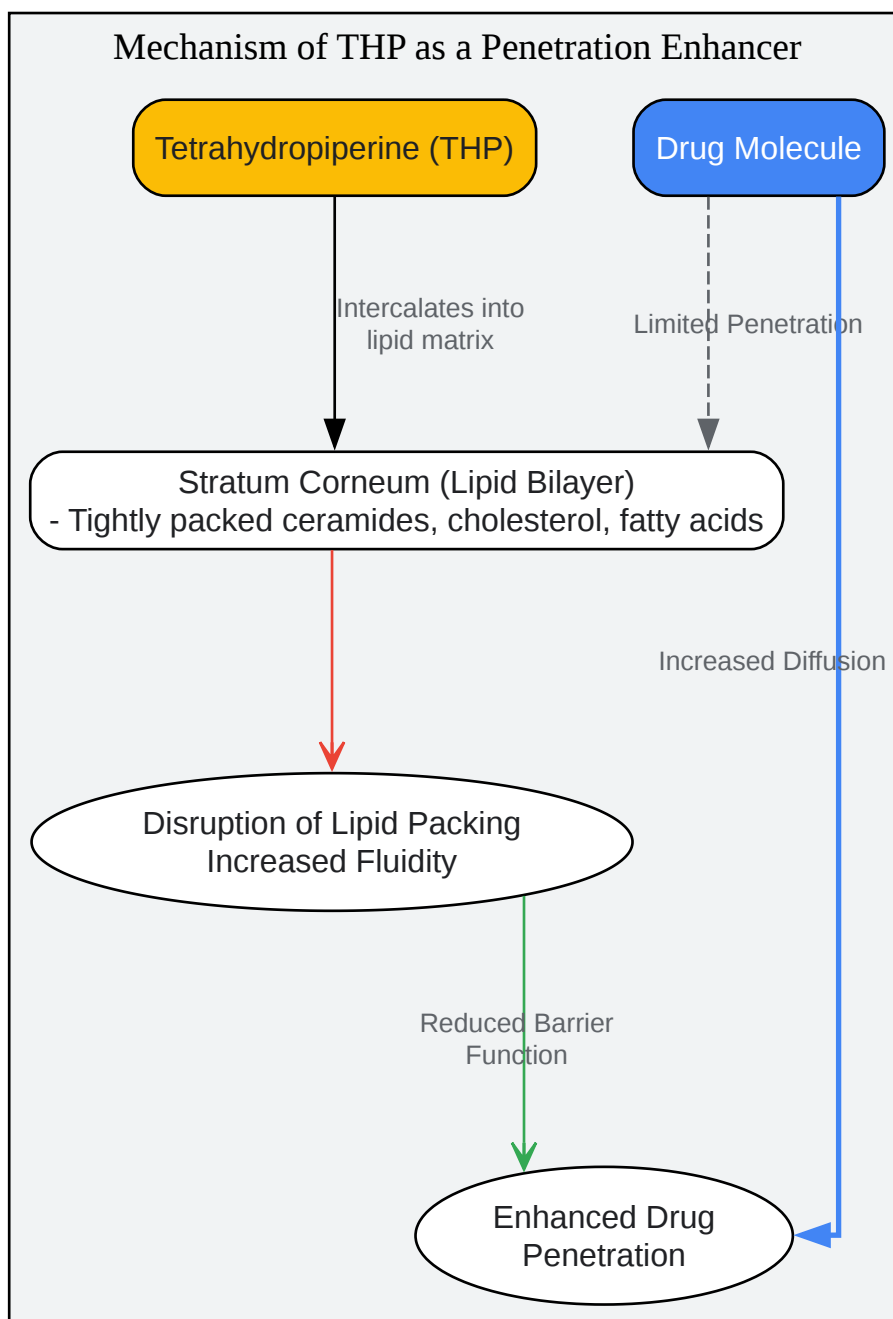 Mechanism of THP as a Penetration Enhancer
Tetrahydropiperine (THP)
Drug Molecule
Intercalates into
lipid matrix
Limited Penetration
Stratum Corneum (Lipid Bilayer)
- Tightly packed ceramides, cholesterol, fatty acids
Increased Diffusion
Disruption of Lipid Packing
Increased Fluidity
Reduced Barrier
Function
Enhanced Drug
Penetration